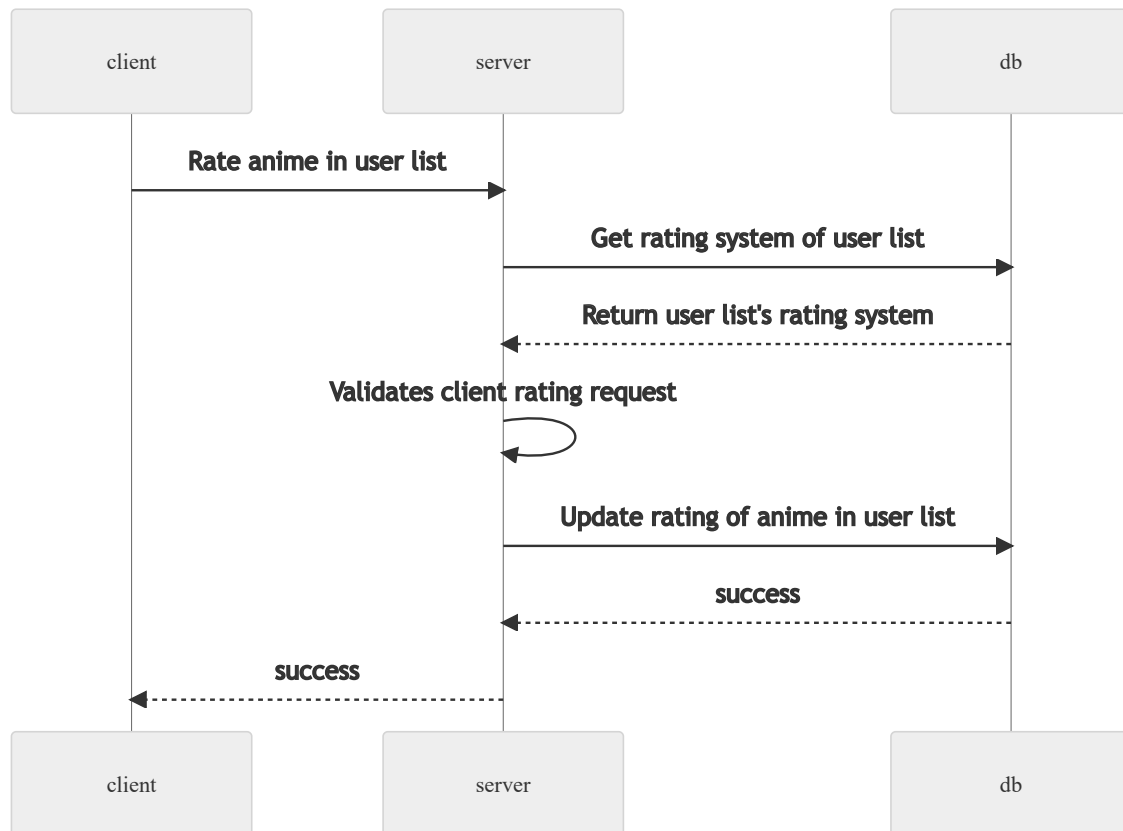 client
server
db
Rate anime in user list
Get rating system of user list
Return user list's rating system
Validates client rating request
Update rating of anime in user list
success
success
client
server
db